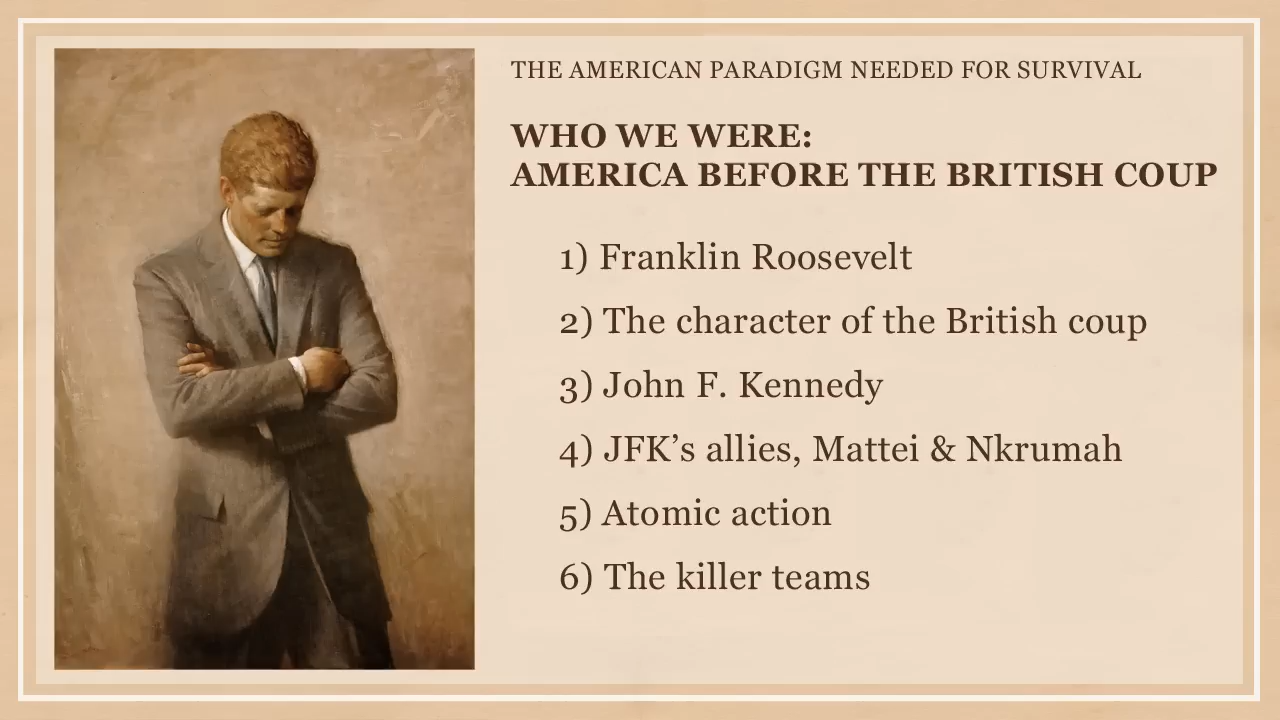 THE AMERICAN PARADIGM NEEDED FOR SURVIVAL
WHO WE WERE:
AMERICA BEFORE THE BRITISH COUP
1) Franklin Roosevelt
2) The character of the British coup
3) John F. Kennedy
4) JFK’s allies, Mattei & Nkrumah
5) Atomic action
6) The killer teams